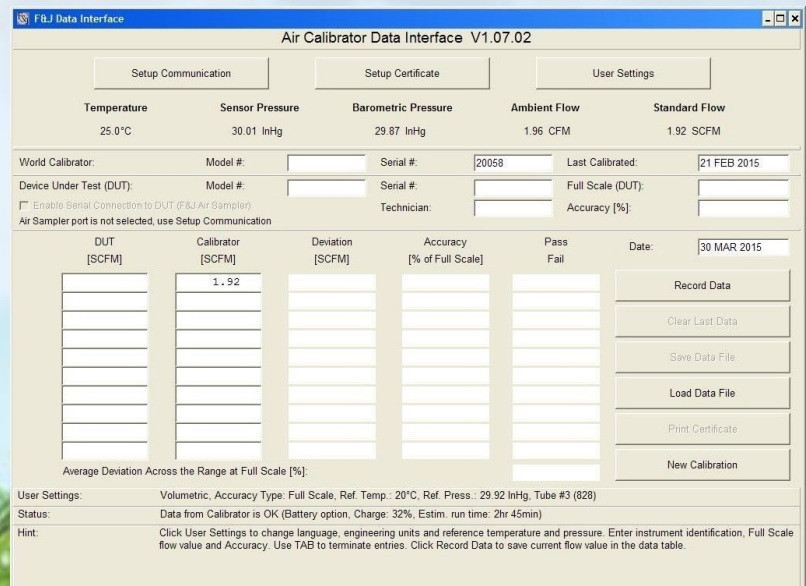 F&J Data Interface
Air Calibrator Data Interface V1.07.02
Setup Communication Setup Certificate User Settings
Temperature Sensor Pressure Barometric Pressure Ambient Flow Standard Flow
25.0°C 30.01 InHg 29.87 InHg 1.96 CFM 1.92 SCFM
World Calibrator: Model #: Serial #: 20058 Last Calibrated: 21 FEB 2015
Device Under Test (DUT): Model #: Serial #: Full Scale (DUT):
Enable Serial Connection to DUT (F&J Air Sampler) Technician: Accuracy [%]:
Air Sampler port is not selected, use Setup Communication
DUT Calibrator Deviation Accuracy Pass Date: 30 MAR 2015
[SCFM] [SCFM] [SCFM] [% of Full Scale] Fail
1.92 Record Data
Clear Last Data
Save Data File
Load Data File
Print Certificate
New Calibration
Average Deviation Across the Range at Full Scale [%]:
User Settings: Volumetric, Accuracy Type: Full Scale, Ref. Temp.: 20°C, Ref. Press.: 29.92 InHg, Tube #3 (828)
Status: Data from Calibrator is OK (Battery option, Charge: 32%, Estim. run time: 2hr 45min)
Hint: Click User Settings to change language, engineering units and reference temperature and pressure. Enter instrument identification, Full Scale
flow value and Accuracy. Use TAB to terminate entries. Click Record Data to save current flow value in the data table.